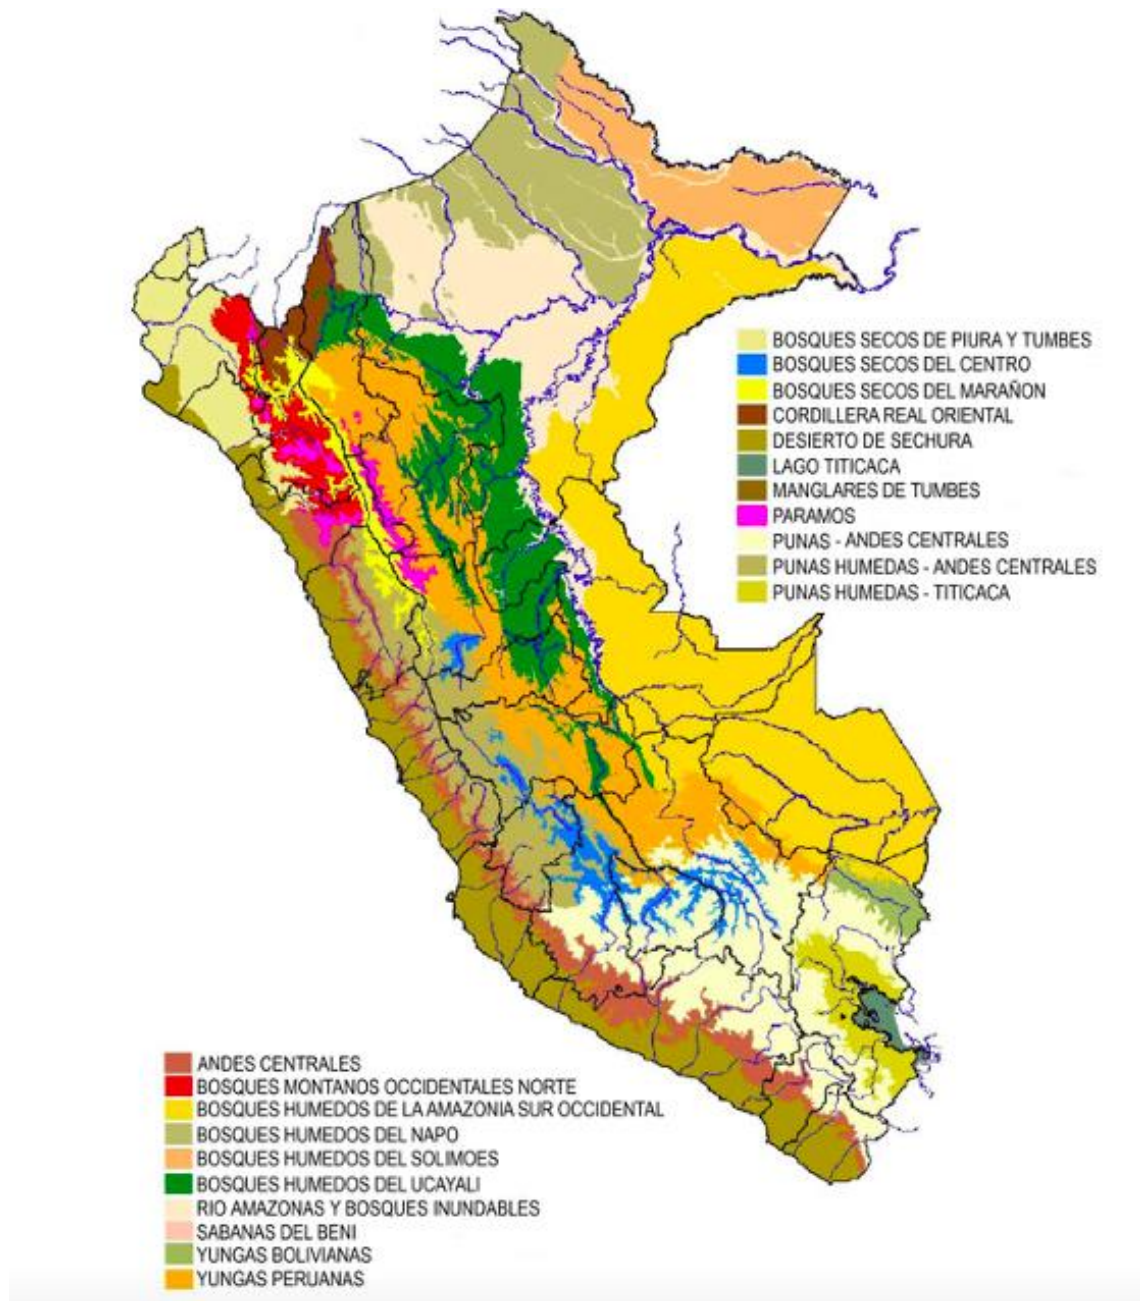 BOSQUES SECOS DE PIURA Y TUMBES
BOSQUES SECOS DEL CENTRO
BOSQUES SECOS DEL MARAÑON
CORDILLERA REAL ORIENTAL
DESIERTO DE SECHURA
LAGO TITICACA
MANGLARES DE TUMBES
PARAMOS
PUNAS - ANDES CENTRALES
PUNAS HUMEDAS - ANDES CENTRALES
PUNAS HUMEDAS - TITICACA
ANDES CENTRALES
BOSQUES MONTANOS OCCIDENTALES NORTE
BOSQUES HUMEDOS DE LA AMAZONIA SUR OCCIDENTAL
BOSQUES HUMEDOS DEL NAPO
BOSQUES HUMEDOS DEL SOLIMOES
BOSQUES HUMEDOS DEL UCAYALI
RIO AMAZONAS Y BOSQUES INUNDABLES
SABANAS DEL BENI
YUNGAS BOLIVIANAS
YUNGAS PERUANAS